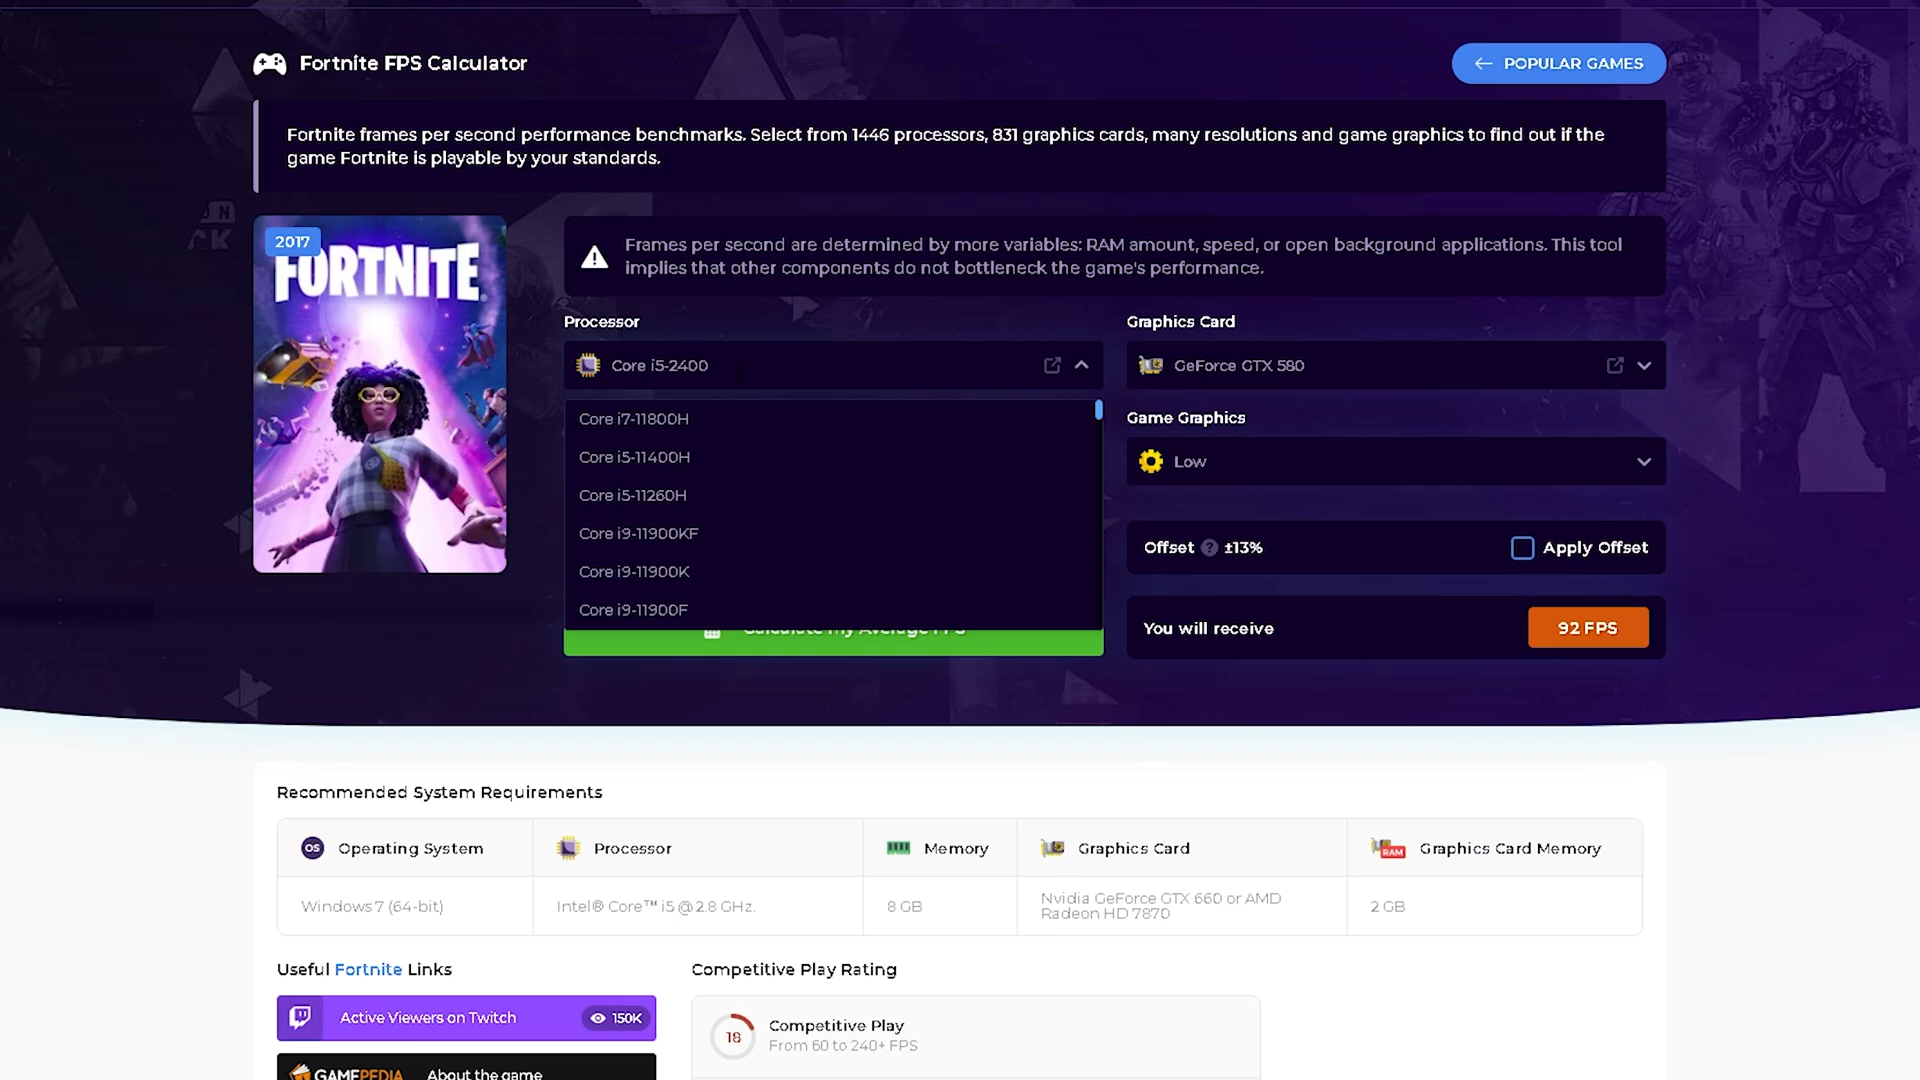 Fortnite FPS Calculator
POPULAR GAMES
Fortnite frames per second performance benchmarks. Select from 1446 processors, 831 graphics cards, many resolutions and game graphics to find out if the
game Fortnite is playable by your standards.
2017
FORTNITE
Frames per second are determined by more variables: RAM amount, speed, or open background applications. This tool
implies that other components do not bottleneck the game's performance.
Processor
Core i5-2400
Core i7-11800H
Core i5-11400H
Core i5-11260H
Core i9-11900KF
Core i9-11900K
Core i9-11900F
Calculate My Average FPS
Graphics Card
GeForce GTX 580
Game Graphics
Low
Offset ? ±13%
Apply Offset
You will receive
92 FPS
Recommended System Requirements
OS Operating System
Processor
Memory
RAM Graphics Card Memory
Graphics Card
Windows 7 (64-bit)
Intel® Core™ i5 @ 2.8 GHz.
8 GB
Nvidia GeForce GTX 660 or AMD
Radeon HD 7870
2 GB
Useful Fortnite Links
Active Viewers on Twitch
150K
GAMEPEDIA
About the game
Competitive Play Rating
18
Competitive Play
From 60 to 240+ FPS